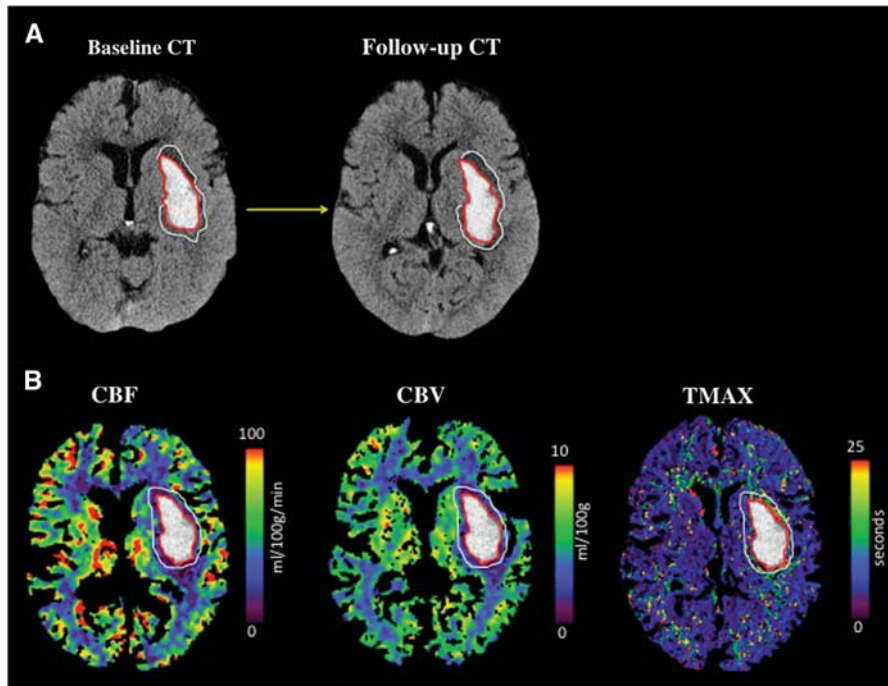 A
Baseline CT
Follow-up CT
B
CBF
CBV
TMAX
100
ml/100g/min
0
10
ml/100g
0
25
seconds
0